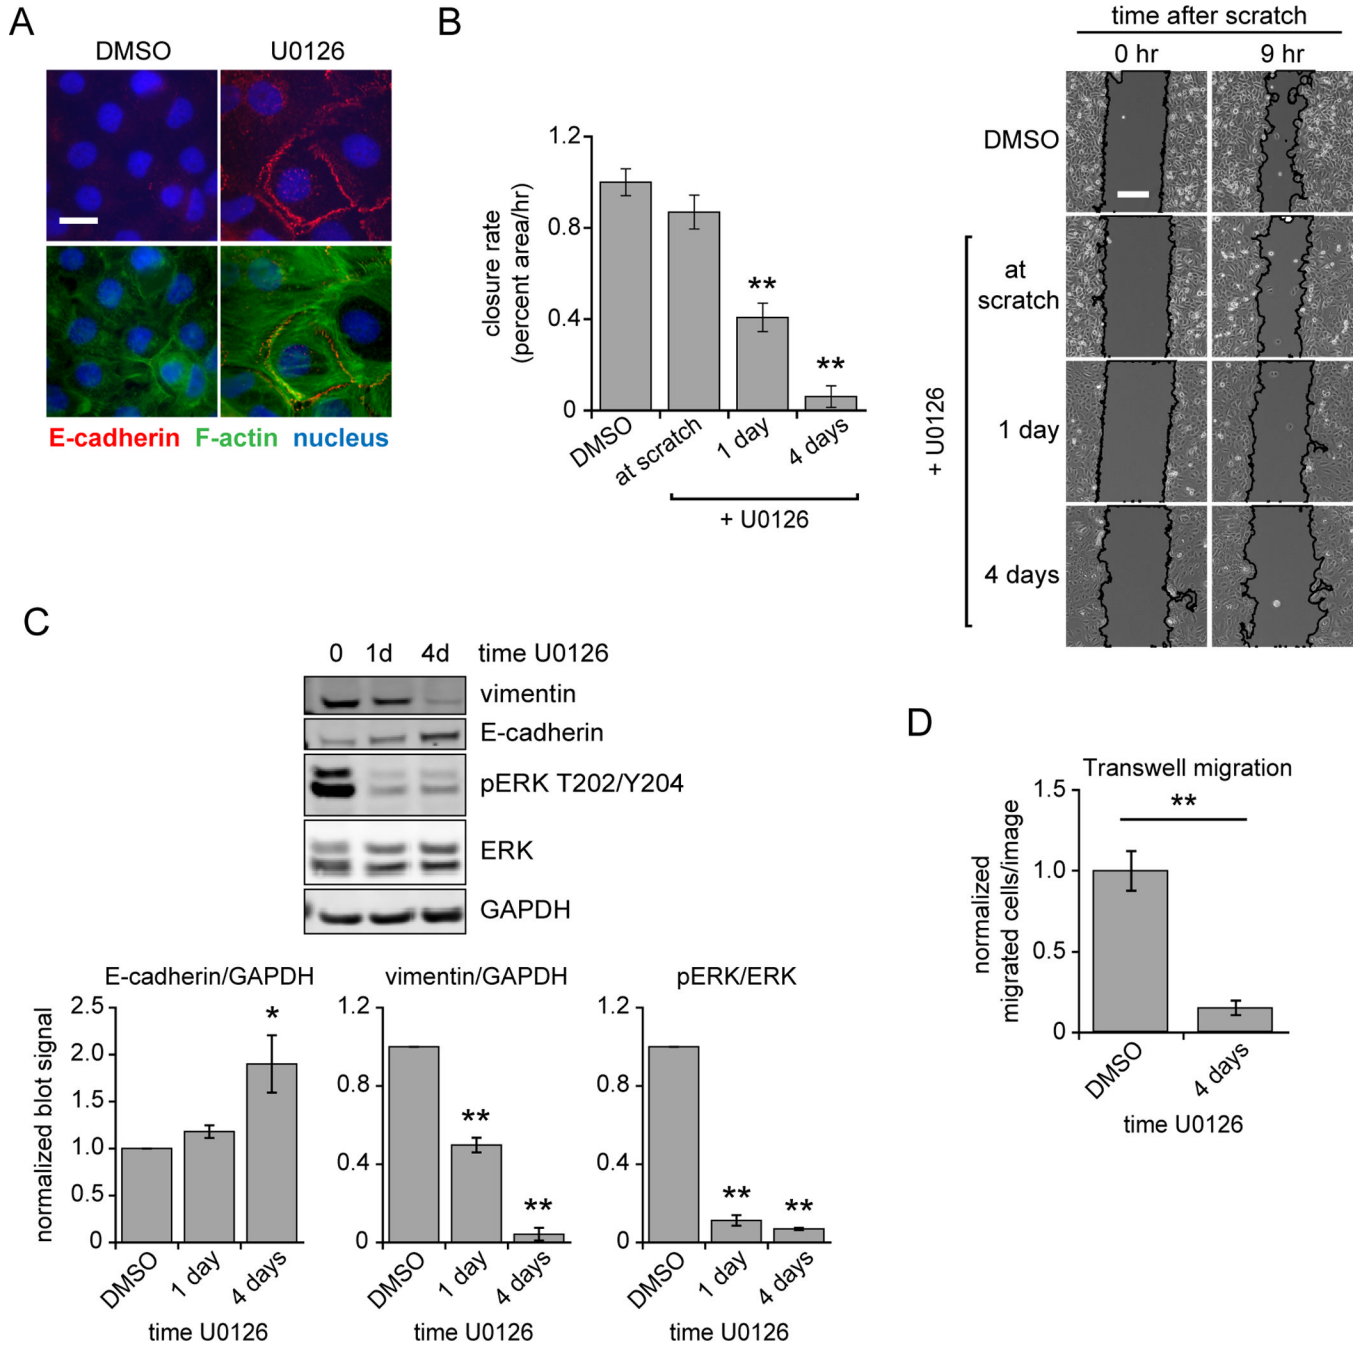 A
DMSO
U0126
E-cadherin F-actin nucleus
B
closure rate
(percent area/hr)
1.2
0.8
0.4
0
**
**
DMSO
at scratch
1 day
4 days
+ U0126
time after scratch
0 hr
9 hr
DMSO
at
scratch
1 day
4 days
+ U0126
C
0 1d 4d time U0126
vimentin
E-cadherin
pERK T202/Y204
ERK
GAPDH
E-cadherin/GAPDH
normalized blot signal
2.5
2.0
1.5
1.0
0.5
0
*
DMSO
1 day
4 days
time U0126
vimentin/GAPDH
1.2
0.8
0.4
0
**
**
DMSO
1 day
4 days
time U0126
pERK/ERK
1.2
0.8
0.4
0
**
**
DMSO
1 day
4 days
time U0126
D
Transwell migration
normalized
migrated cells/image
1.5
1.0
0.5
0
**
DMSO
4 days
time U0126